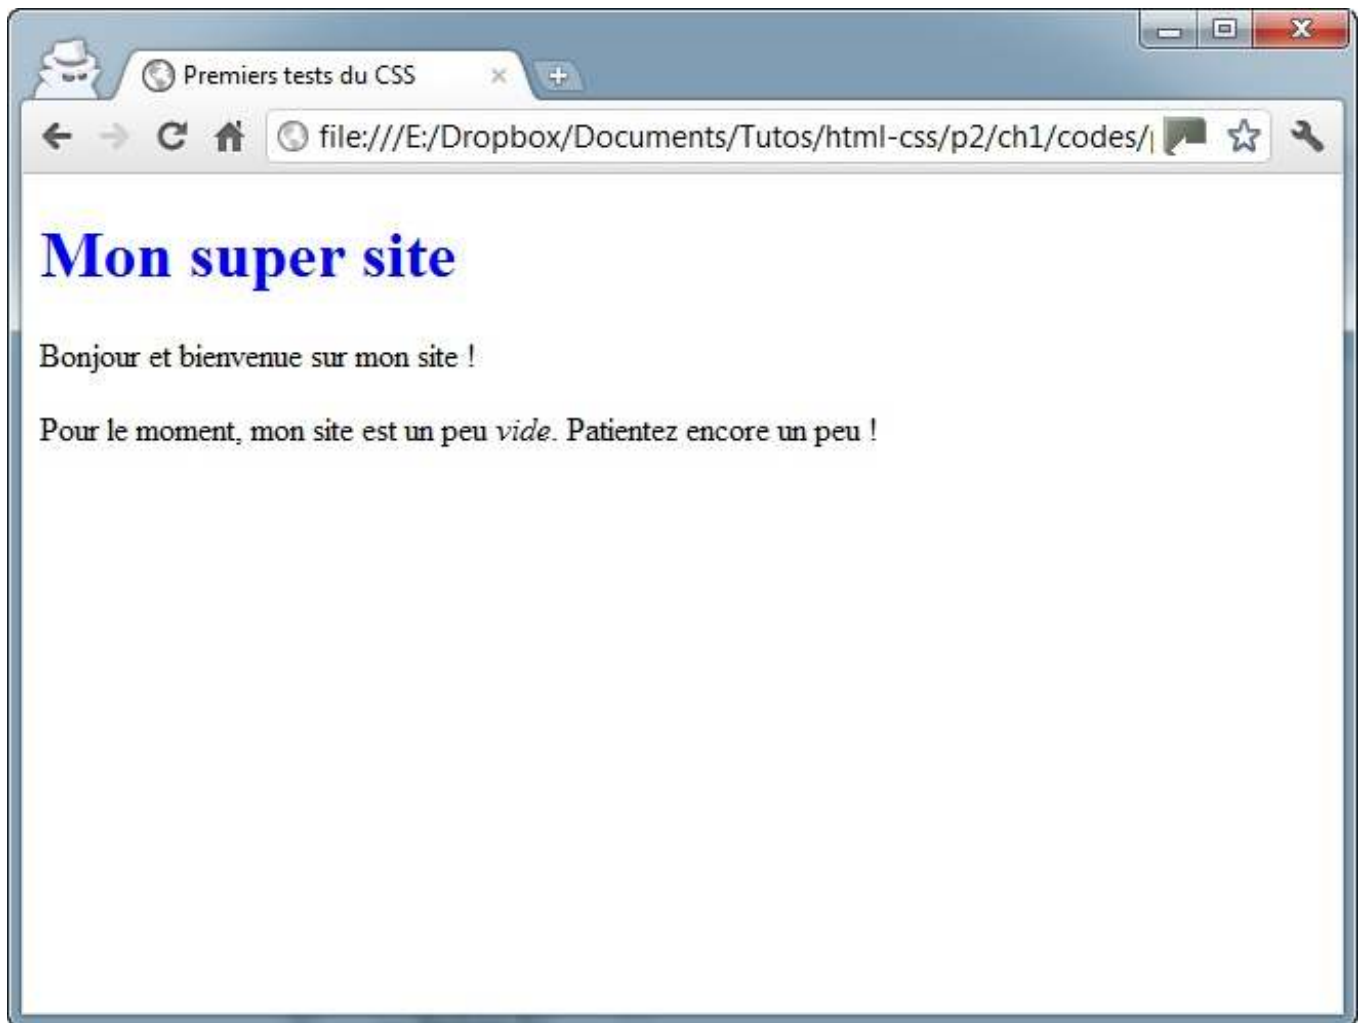 Premiers tests du CSS
file:///E:/Dropbox/Documents/Tutos/html-css/p2/ch1/codes/
Mon super site
Bonjour et bienvenue sur mon site !
Pour le moment, mon site est un peu vide. Patientez encore un peu !